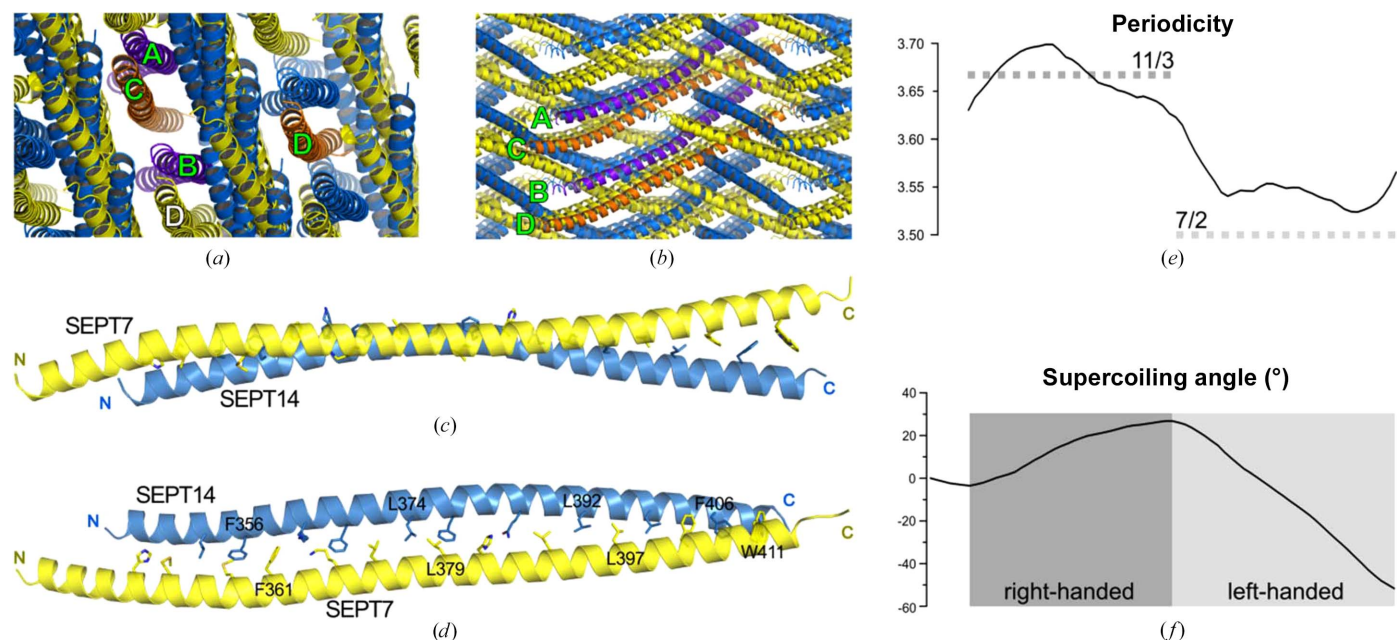 A
C
B
D
D
(a)
A
C
B
D
(b)
SEPT7
N
N
SEPT14
C
C
(c)
SEPT14
N
F356
L374
L392
F406
C
C
N
F361
SEPT7
L379
L397
W411
(d)
Periodicity
3.70
11/3
3.65
3.60
3.55
7/2
3.50
(e)
Supercoiling angle (°)
40
20
0
-20
-40
-60
right-handed
left-handed
(f)